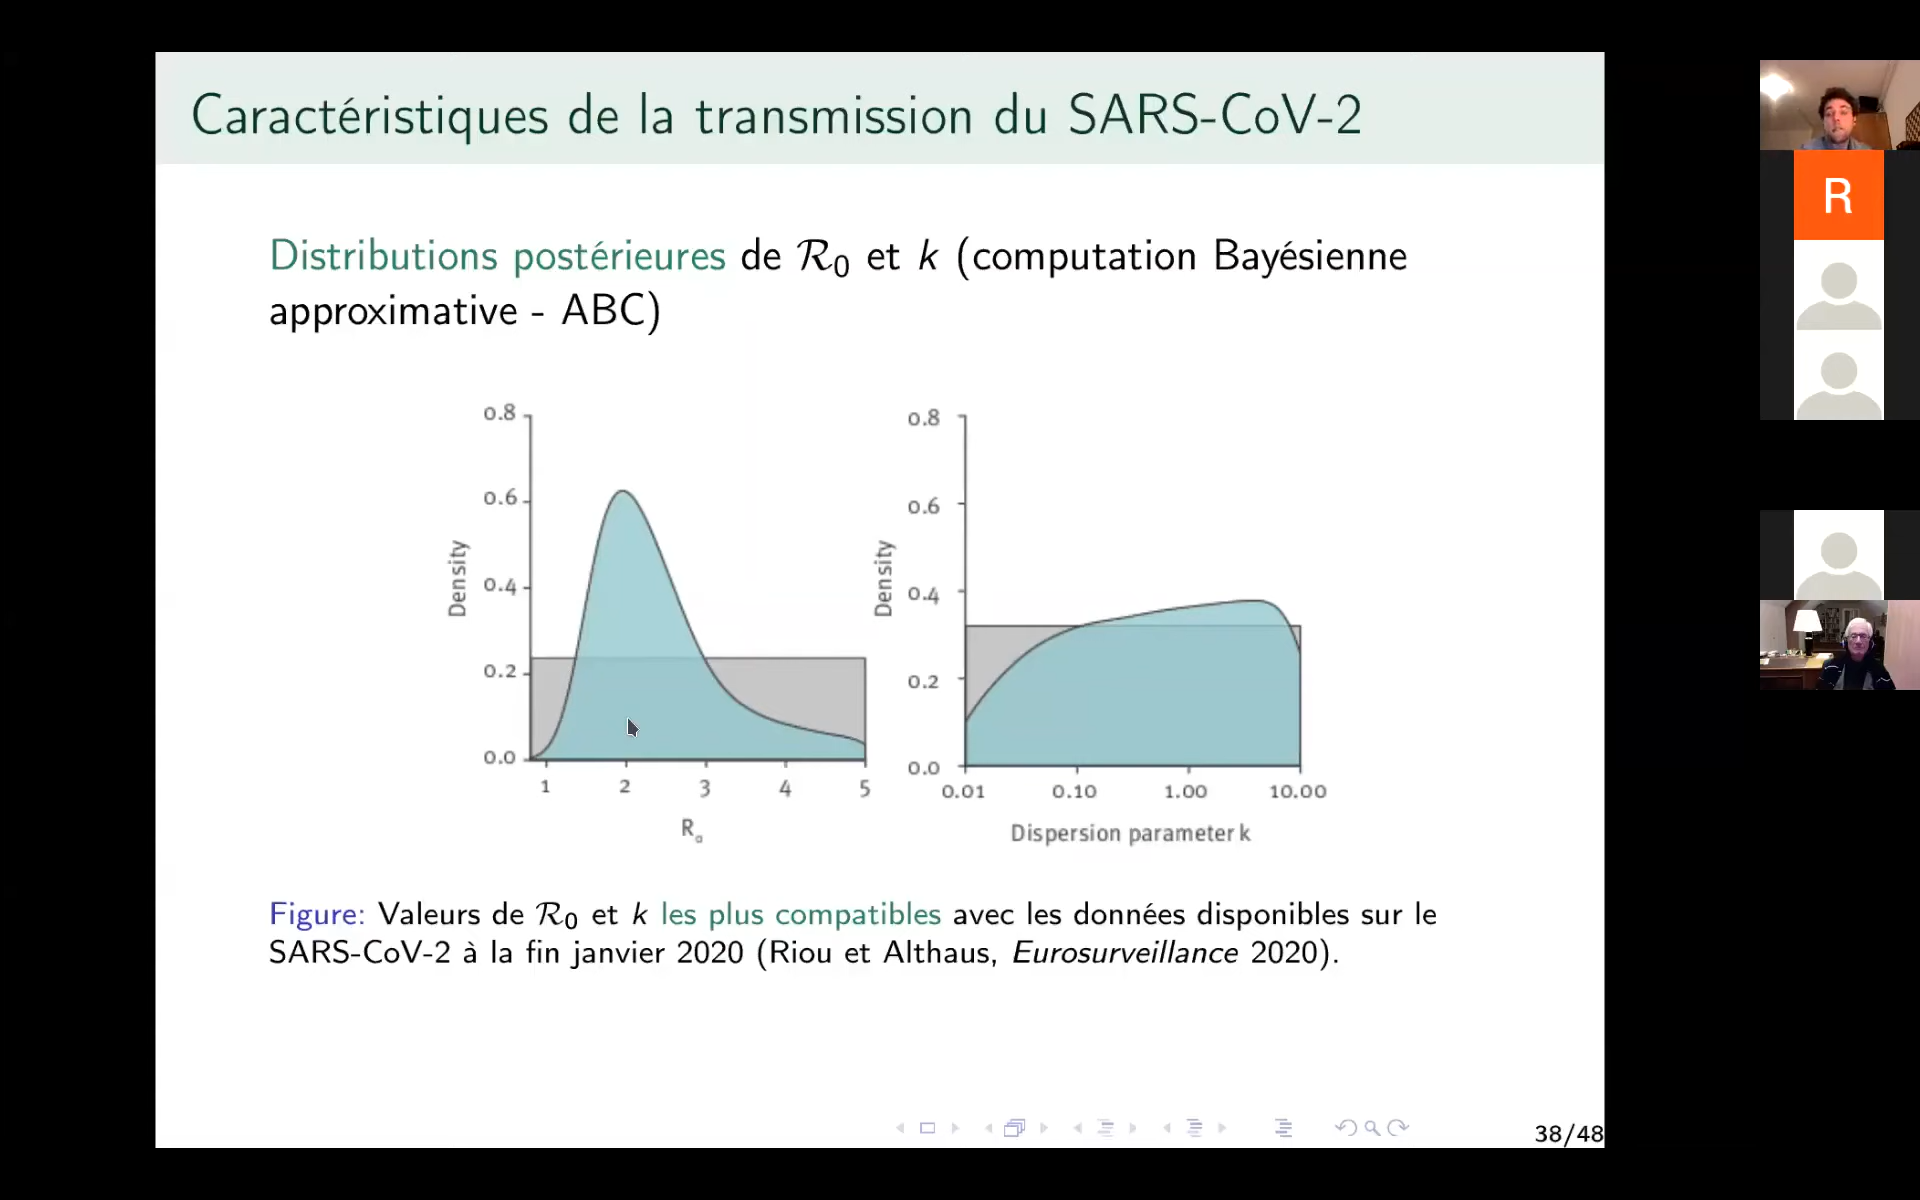 Caractéristiques de la transmission du SARS-CoV-2
R
Distributions postérieures de R0 et k (computation Bayésienne
approximative - ABC)
0.8
0.6
0.4
0.2
0.0
Density
1 2 3 4 5
R0
0.8
0.6
0.4
0.2
0.0
Density
0.01 0.10 1.00 10.00
Dispersion parameter k
Figure: Valeurs de R0 et k les plus compatibles avec les données disponibles sur le
SARS-CoV-2 à la fin janvier 2020 (Riou et Althaus, Eurosurveillance 2020).
38/48